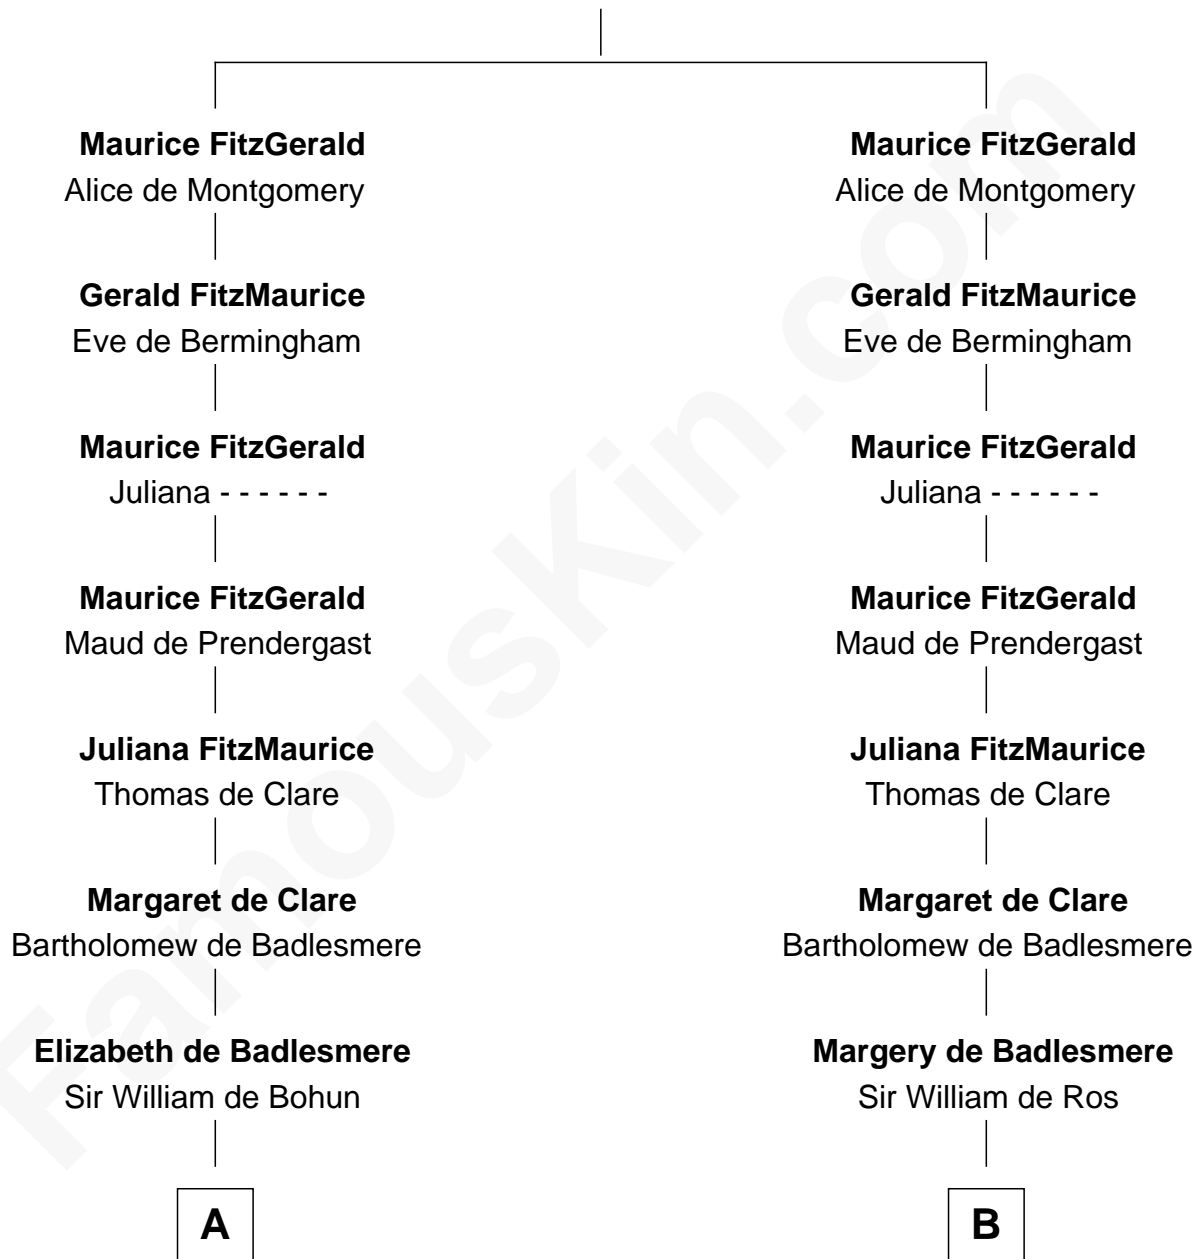 Maurice FitzGerald
Alice de Montgomery
Gerald FitzMaurice
Eve de Bermingham
Maurice FitzGerald
Juliana - - - - - -
Maurice FitzGerald
Maud de Prendergast
Juliana FitzMaurice
Thomas de Clare
Margaret de Clare
Bartholomew de Badlesmere
Elizabeth de Badlesmere
Sir William de Bohun
A
Maurice FitzGerald
Alice de Montgomery
Gerald FitzMaurice
Eve de Bermingham
Maurice FitzGerald
Juliana - - - - - -
Maurice FitzGerald
Maud de Prendergast
Juliana FitzMaurice
Thomas de Clare
Margaret de Clare
Bartholomew de Badlesmere
Margery de Badlesmere
Sir William de Ros
B
FamousKin.com